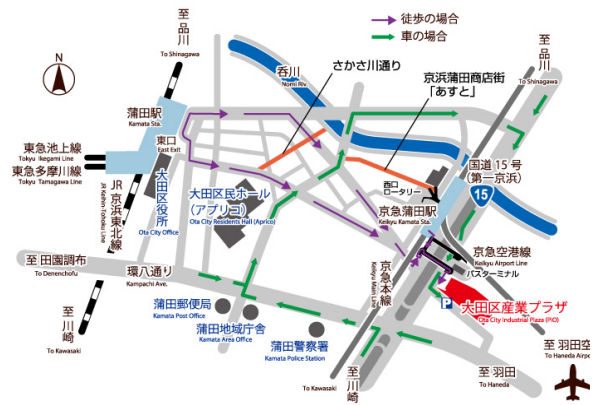 徒歩の場合
車の場合
至品川
To Shinagawa
N
呑川
Nomi Riv.
さかさ川通り
京浜蒲田商店街
「あすと」
至品川
To Shinagawa
蒲田駅
Kamata Sta.
東口
East Exit
東急池上線
Tokyu Ikegami Line
東急多摩川線
Tokyu Tamagawa Line
JR京浜東北線
JR Keihin-Tohoku Line
大田区役所
Ota City Office
大田区民ホール
（アプリコ）
Ota City Residents Hall (Aprico)
西口
ロータリー
国道15号
（第一京浜）
15
京急蒲田駅
Keikyu Kamata Sta.
京急空港線
Keikyu Airport Line
バスターミナル
至 田園調布
To Denenchofu
環八通り
Kampachi Ave.
京急本線
Keikyu Main Line
P
大田区産業プラザ
Ota City Industrial Plaza (PiO)
蒲田郵便局
Kamata Post Office
蒲田地域庁舎
Kamata Area Office
蒲田警察署
Kamata Police Station
至川崎
To Kawasaki
To Kawasaki
至川崎
至 羽田
To Haneda
至 羽田空
To Haneda Airpor